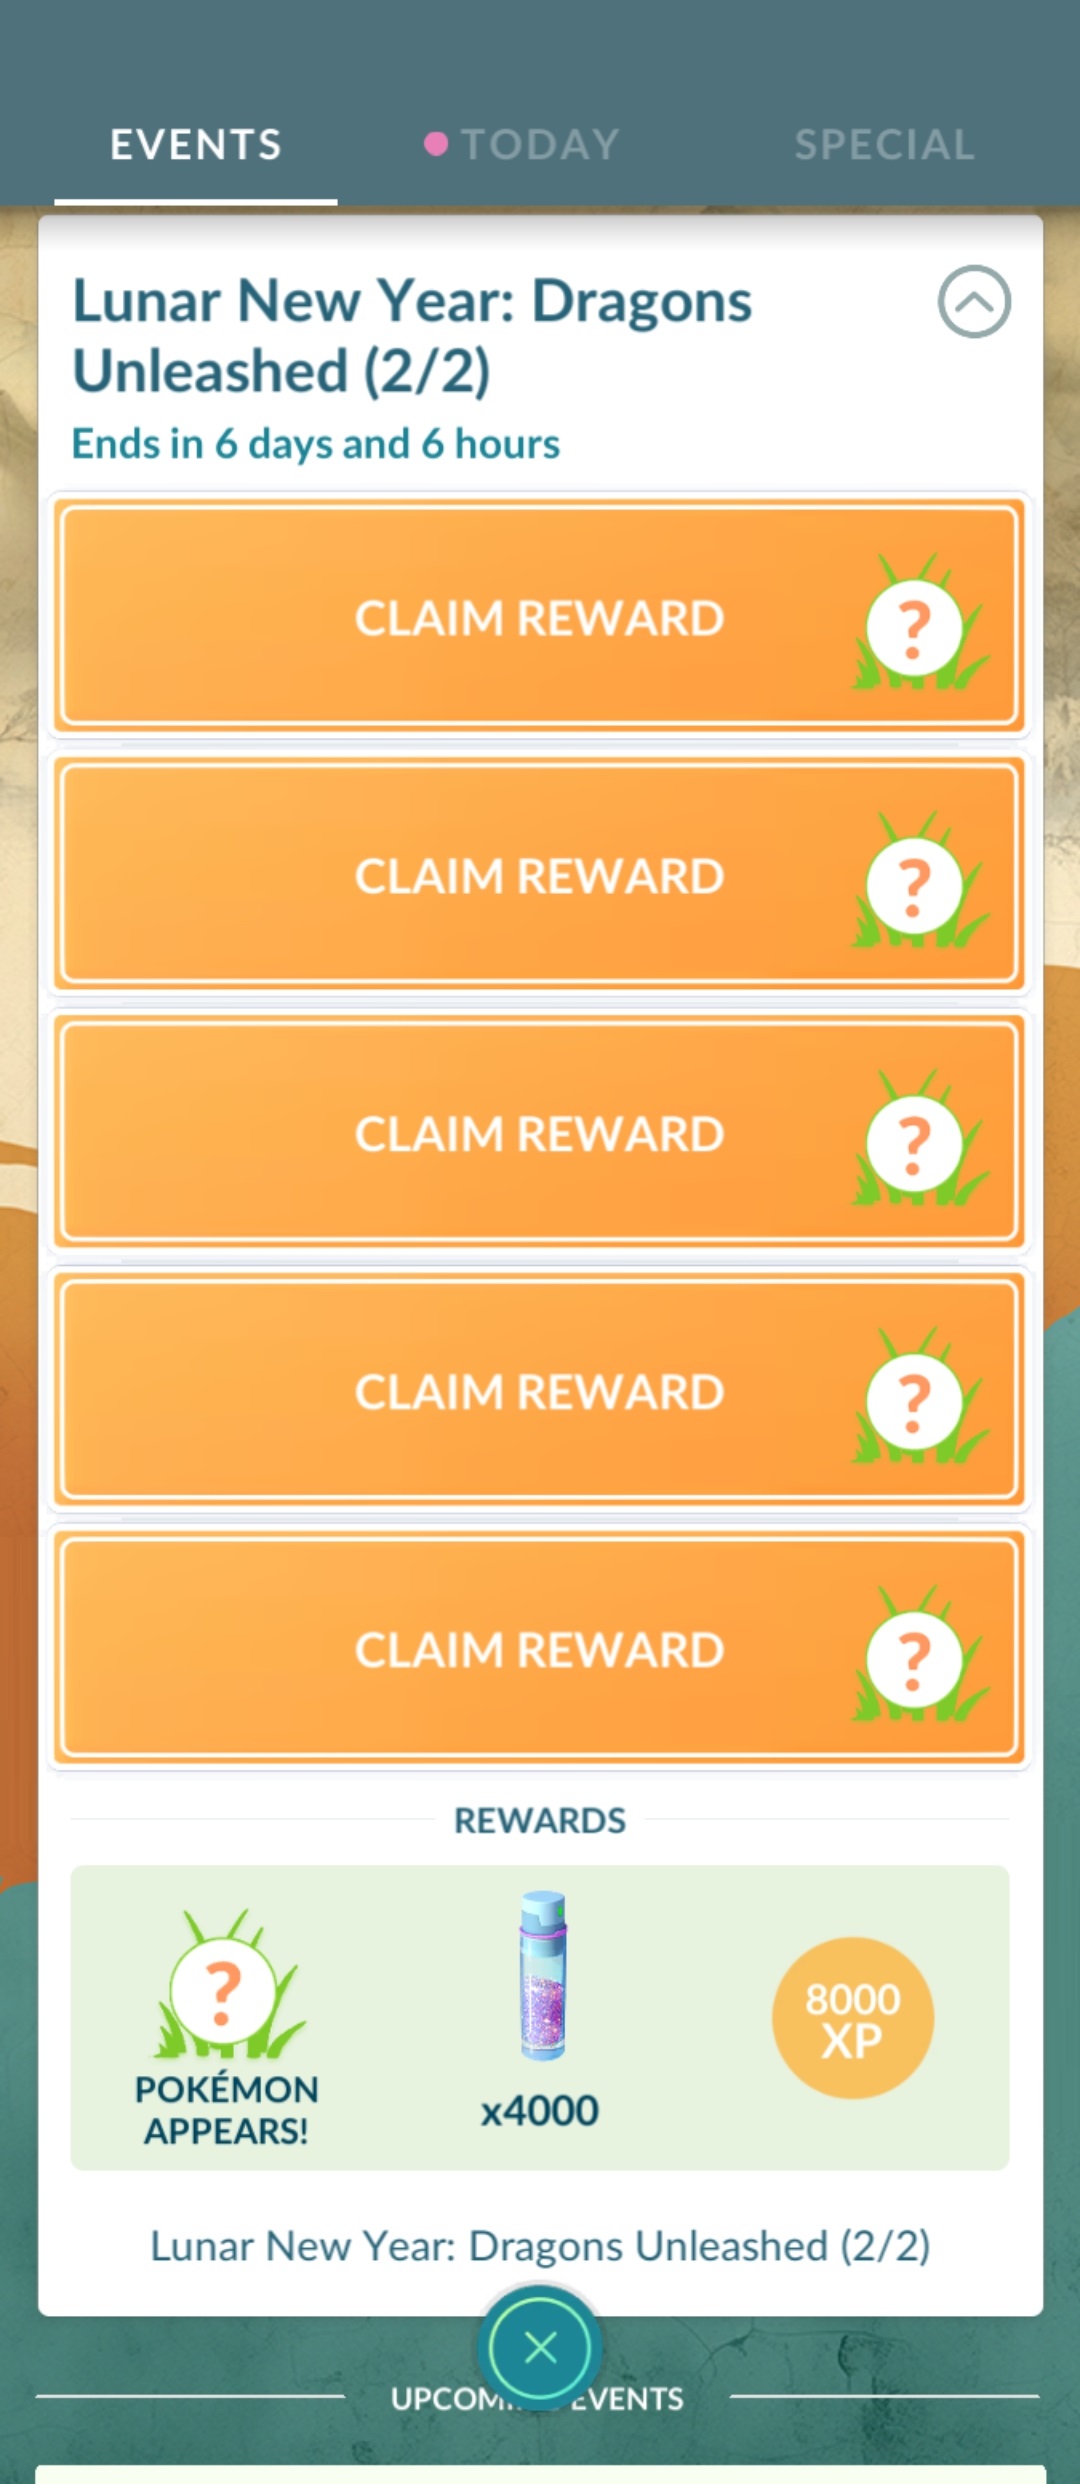 EVENTS
TODAY
SPECIAL
Lunar New Year: Dragons
Unleashed (2/2)
Ends in 6 days and 6 hours
CLAIM REWARD
?
CLAIM REWARD
?
CLAIM REWARD
?
CLAIM REWARD
?
CLAIM REWARD
?
REWARDS
?
POKÉMON
APPEARS!
x4000
8000
XP
Lunar New Year: Dragons Unleashed (2/2)
EVENTS